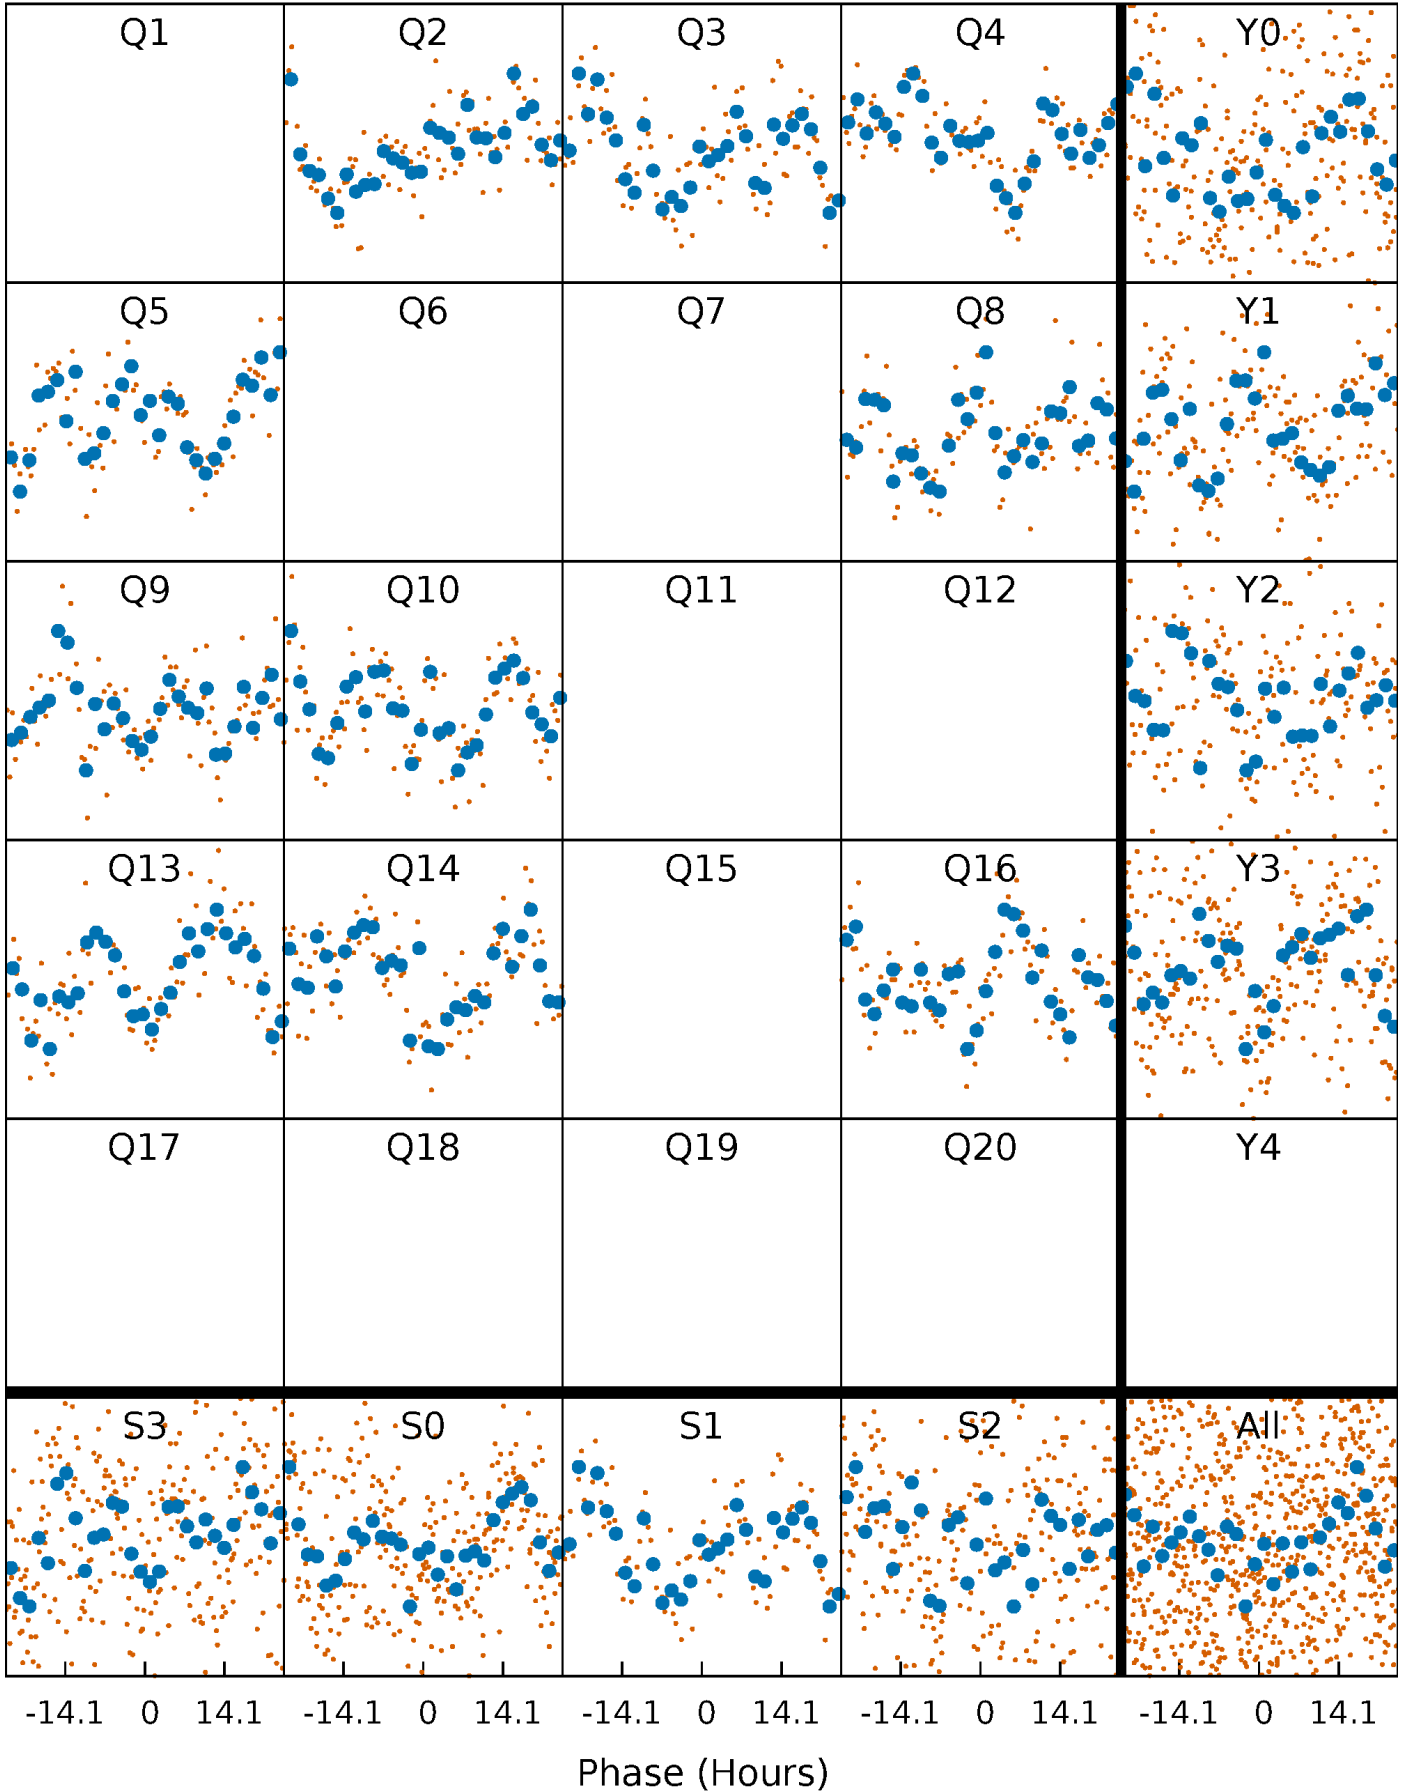 Q1 Q2 Q3 Q4 Y0
Q5 Q6 Q7 Q8 Y1
Q9 Q10 Q11 Q12 Y2
Q13 Q14 Q15 Q16 Y3
Q17 Q18 Q19 Q20 Y4
S3 S0 S1 S2 All
-14.1 0 14.1 -14.1 0 14.1 -14.1 0 14.1 -14.1 0 14.1 -14.1 0 14.1
Phase (Hours)